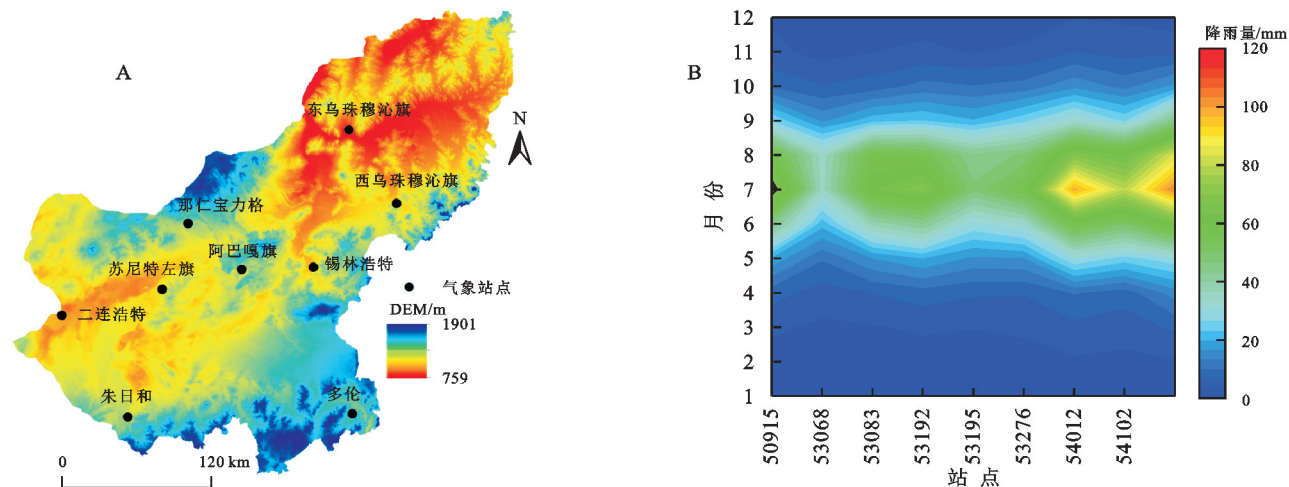 A
东乌珠穆沁旗
N
西乌珠穆沁旗
那仁宝力格
阿巴嘎旗
锡林浩特
苏尼特左旗
气象站点
二连浩特
DEM/m
1901
759
朱日和
多伦
0
120 km
B
降雨量/mm
12
11
10
9
8
7
6
5
4
3
2
1
月份
50915
53068
53083
53192
53195
53276
54012
54102
站点
120
100
80
60
40
20
0